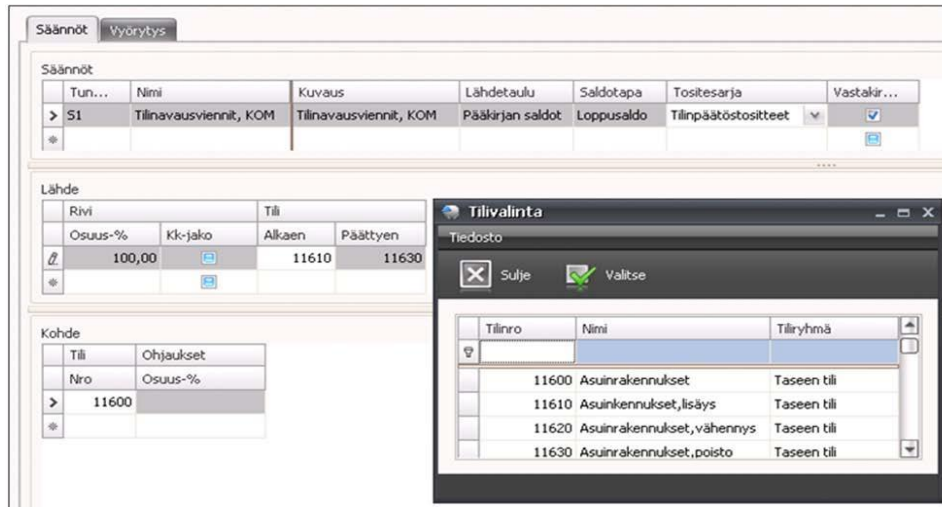 Säännöt Vyörytys
Säännöt
Tun... Nimi Kuvaus Lähdetaulu Saldotapa Tositesarja Vastakir...
S1 Tilinavausviennit, KOM Tilinavausviennit, KOM Pääkirjan saldot Loppusaldo Tilinpäätöstositteet
Lähde
Rivi Tili
Osuus-% Kk-jako Alkaen Päättyen
100,00 11610 11630
Kohde
Tili Ohjaukset
Nro Osuus-%
11600
Tilivalinta
Tiedosto
Sulje Valitse
Tilinro Nimi Tiliryhmä
11600 Asuinrakennukset Taseen tili
11610 Asuinkennukset,lisäys Taseen tili
11620 Asuinrakennukset,vähennys Taseen tili
11630 Asuinrakennukset,poisto Taseen tili